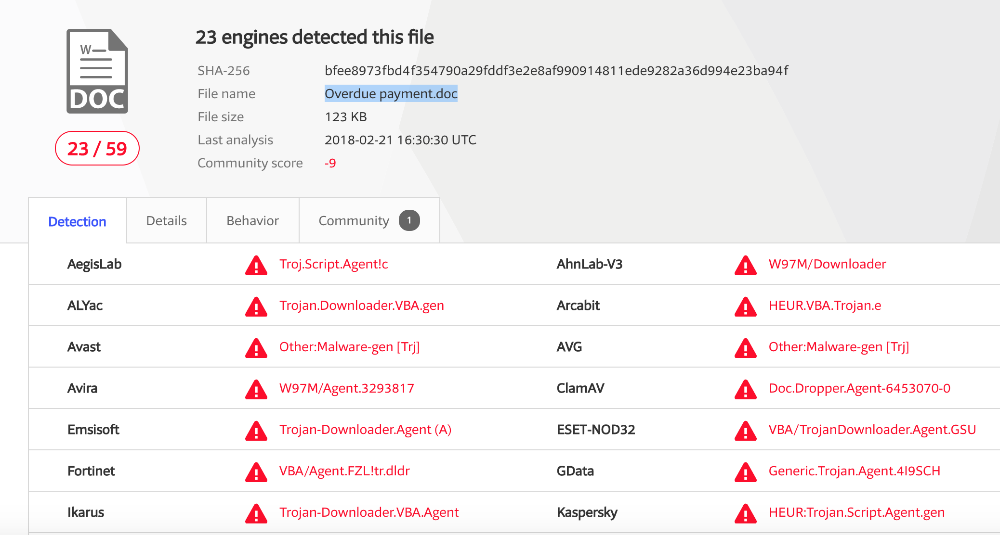 W
DOC
23 / 59
23 engines detected this file
SHA-256 bfee8973fbd4f354790a29fddf3e2e8af990914811ede9282a36d994e23ba94f
File name Overdue payment.doc
File size 123 KB
Last analysis 2018-02-21 16:30:30 UTC
Community score -9
Detection Details Behavior Community 1
AegisLab Troj.Script.Agent!c AhnLab-V3 W97M/Downloader
ALYac Trojan.Downloader.VBA.gen Arcabit HEUR.VBA.Trojan.e
Avast Other:Malware-gen [Trj] AVG Other:Malware-gen [Trj]
Avira W97M/Agent.3293817 ClamAV Doc.Dropper.Agent-6453070-0
Emsisoft Trojan-Downloader.Agent (A) ESET-NOD32 VBA/TrojanDownloader.Agent.GSU
Fortinet VBA/Agent.FZL!tr.dldr GData Generic.Trojan.Agent.4I9SCH
Ikarus Trojan-Downloader.VBA.Agent Kaspersky HEUR:Trojan.Script.Agent.gen